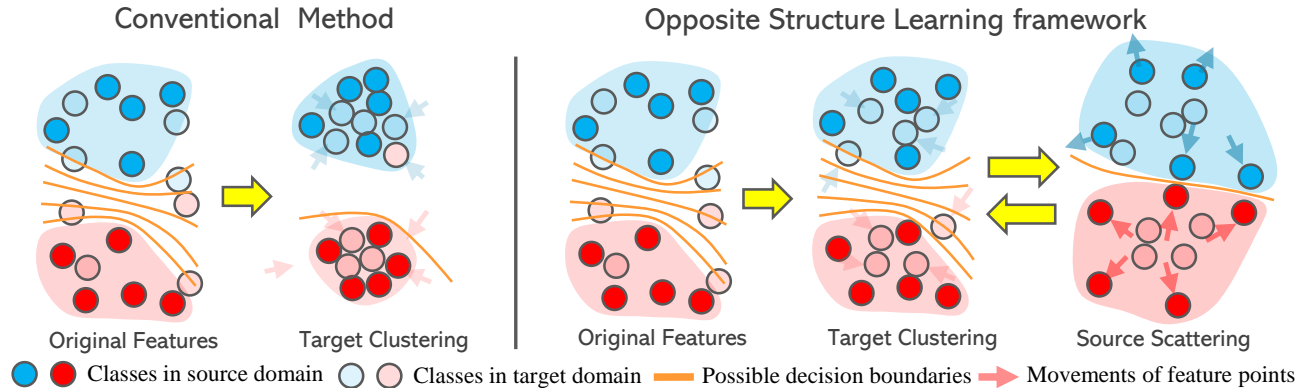 Conventional Method
Opposite Structure Learning framework
Original Features
Target Clustering
Original Features
Target Clustering
Source Scattering
Classes in source domain
Classes in target domain
Possible decision boundaries
Movements of feature points